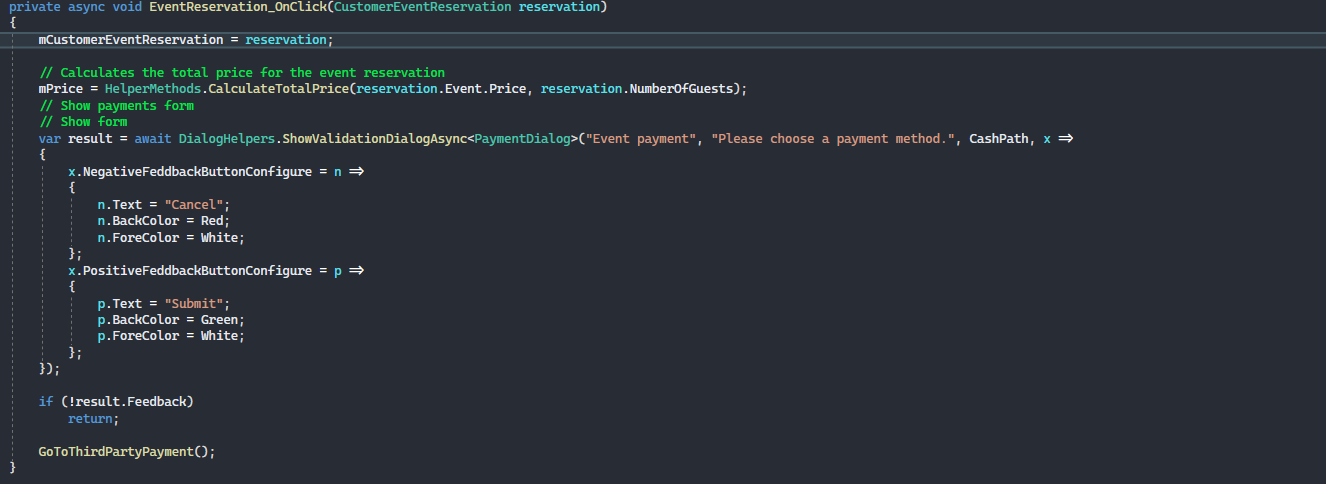 private async void EventReservation_OnClick(CustomerEventReservation reservation)
{
mCustomerEventReservation = reservation;
// Calculates the total price for the event reservation
mPrice = HelperMethods.CalculateTotalPrice(reservation.Event.Price, reservation.NumberOfGuests);
// Show payments form
// Show form
var result = await DialogHelpers.ShowValidationDialogAsync<PaymentDialog>("Event payment", "Please choose a payment method.", CashPath, x =>
{
x.NegativeFeddbackButtonConfigure = n =>
{
n.Text = "Cancel";
n.BackColor = Red;
n.ForeColor = White;
};
x.PositiveFeddbackButtonConfigure = p =>
{
p.Text = "Submit";
p.BackColor = Green;
p.ForeColor = White;
};
});
if (!result.Feedback)
return;
GoToThirdPartyPayment();
}